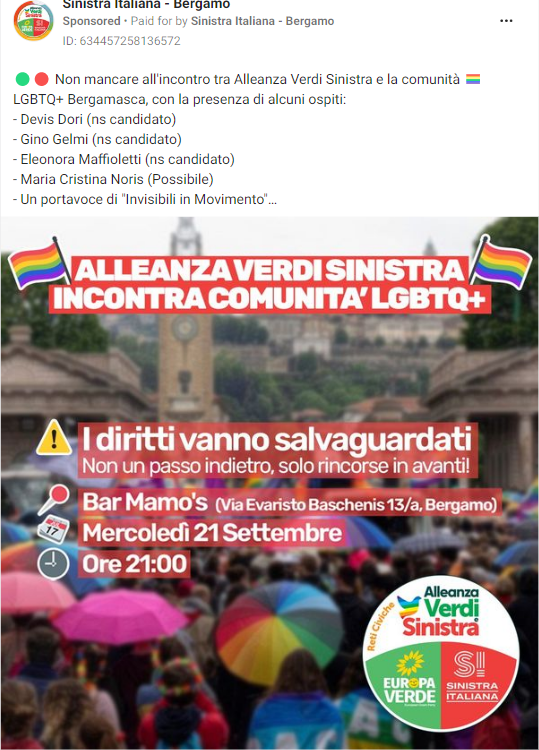 Sinistra Italiana - Bergamo
Sponsored • Paid for by Sinistra Italiana - Bergamo
ID: 634457258136572
Non mancare all'incontro tra Alleanza Verdi Sinistra e la comunità
LGBTQ+ Bergamasca, con la presenza di alcuni ospiti:
- Devis Dori (ns candidato)
- Gino Gelmi (ns candidato)
- Eleonora Maffioletti (ns candidato)
- Maria Cristina Noris (Possibile)
- Un portavoce di "Invisibili in Movimento"...
ALLEANZA VERDI SINISTRA
INCONTRA COMUNITA' LGBTQ+
I diritti vanno salvaguardati
Non un passo indietro, solo rincorse in avanti!
Bar Mamo's (Via Evaristo Baschenis 13/a, Bergamo)
17
Mercoledì 21 Settembre
Ore 21:00
Reti Civiche
Alleanza
Verdi
Sinistra
EUROPA
VERDE
SI
SINISTRA
ITALIANA